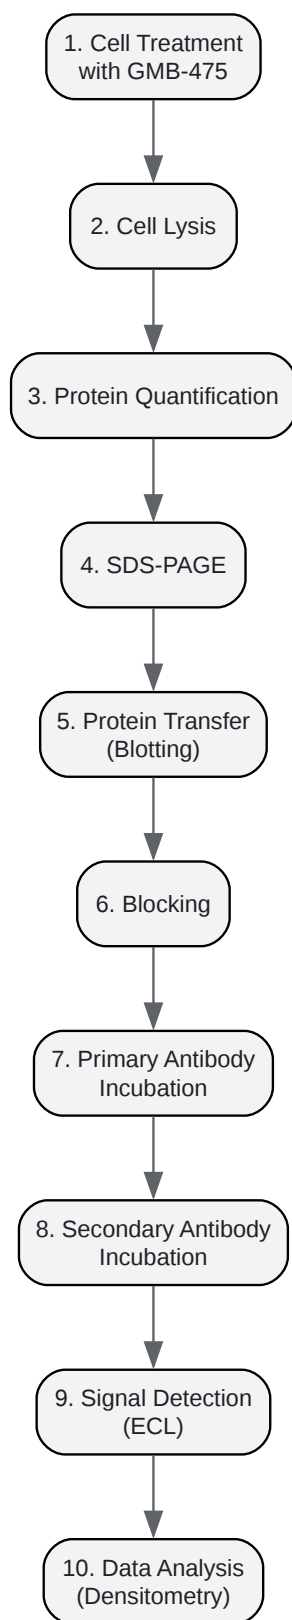 1. Cell Treatment
with GMB-475
2. Cell Lysis
3. Protein Quantification
4. SDS-PAGE
5. Protein Transfer
(Blotting)
6. Blocking
7. Primary Antibody
Incubation
8. Secondary Antibody
Incubation
9. Signal Detection
(ECL)
10. Data Analysis
(Densitometry)